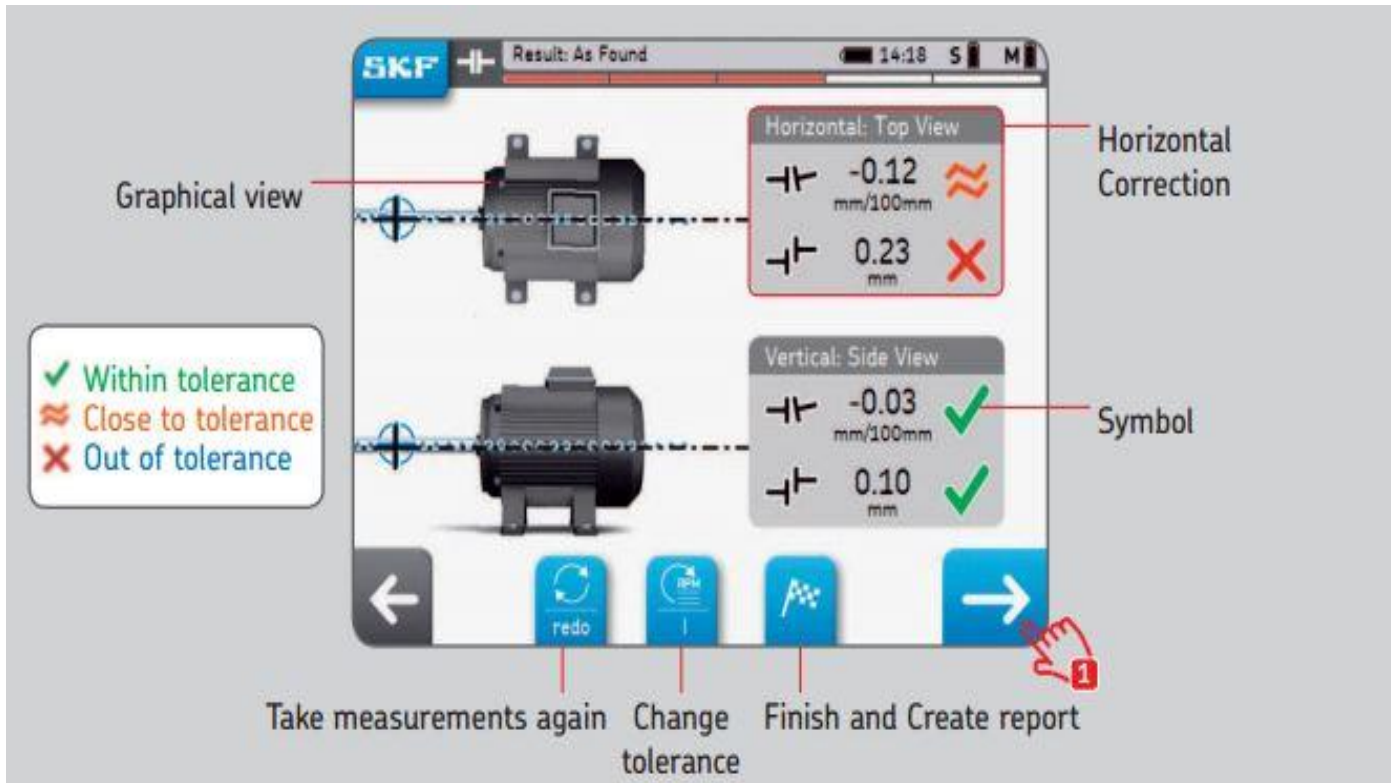 SKF
Result: As Found
14:18 S M
Horizontal: Top View
-0.12
mm/100mm
0.23
mm
Horizontal
Correction
Graphical view
Within tolerance
Close to tolerance
Out of tolerance
Vertical: Side View
-0.03
mm/100mm
0.10
mm
Symbol
redo
RPM
I
1
Take measurements again
Change
tolerance
Finish and Create report